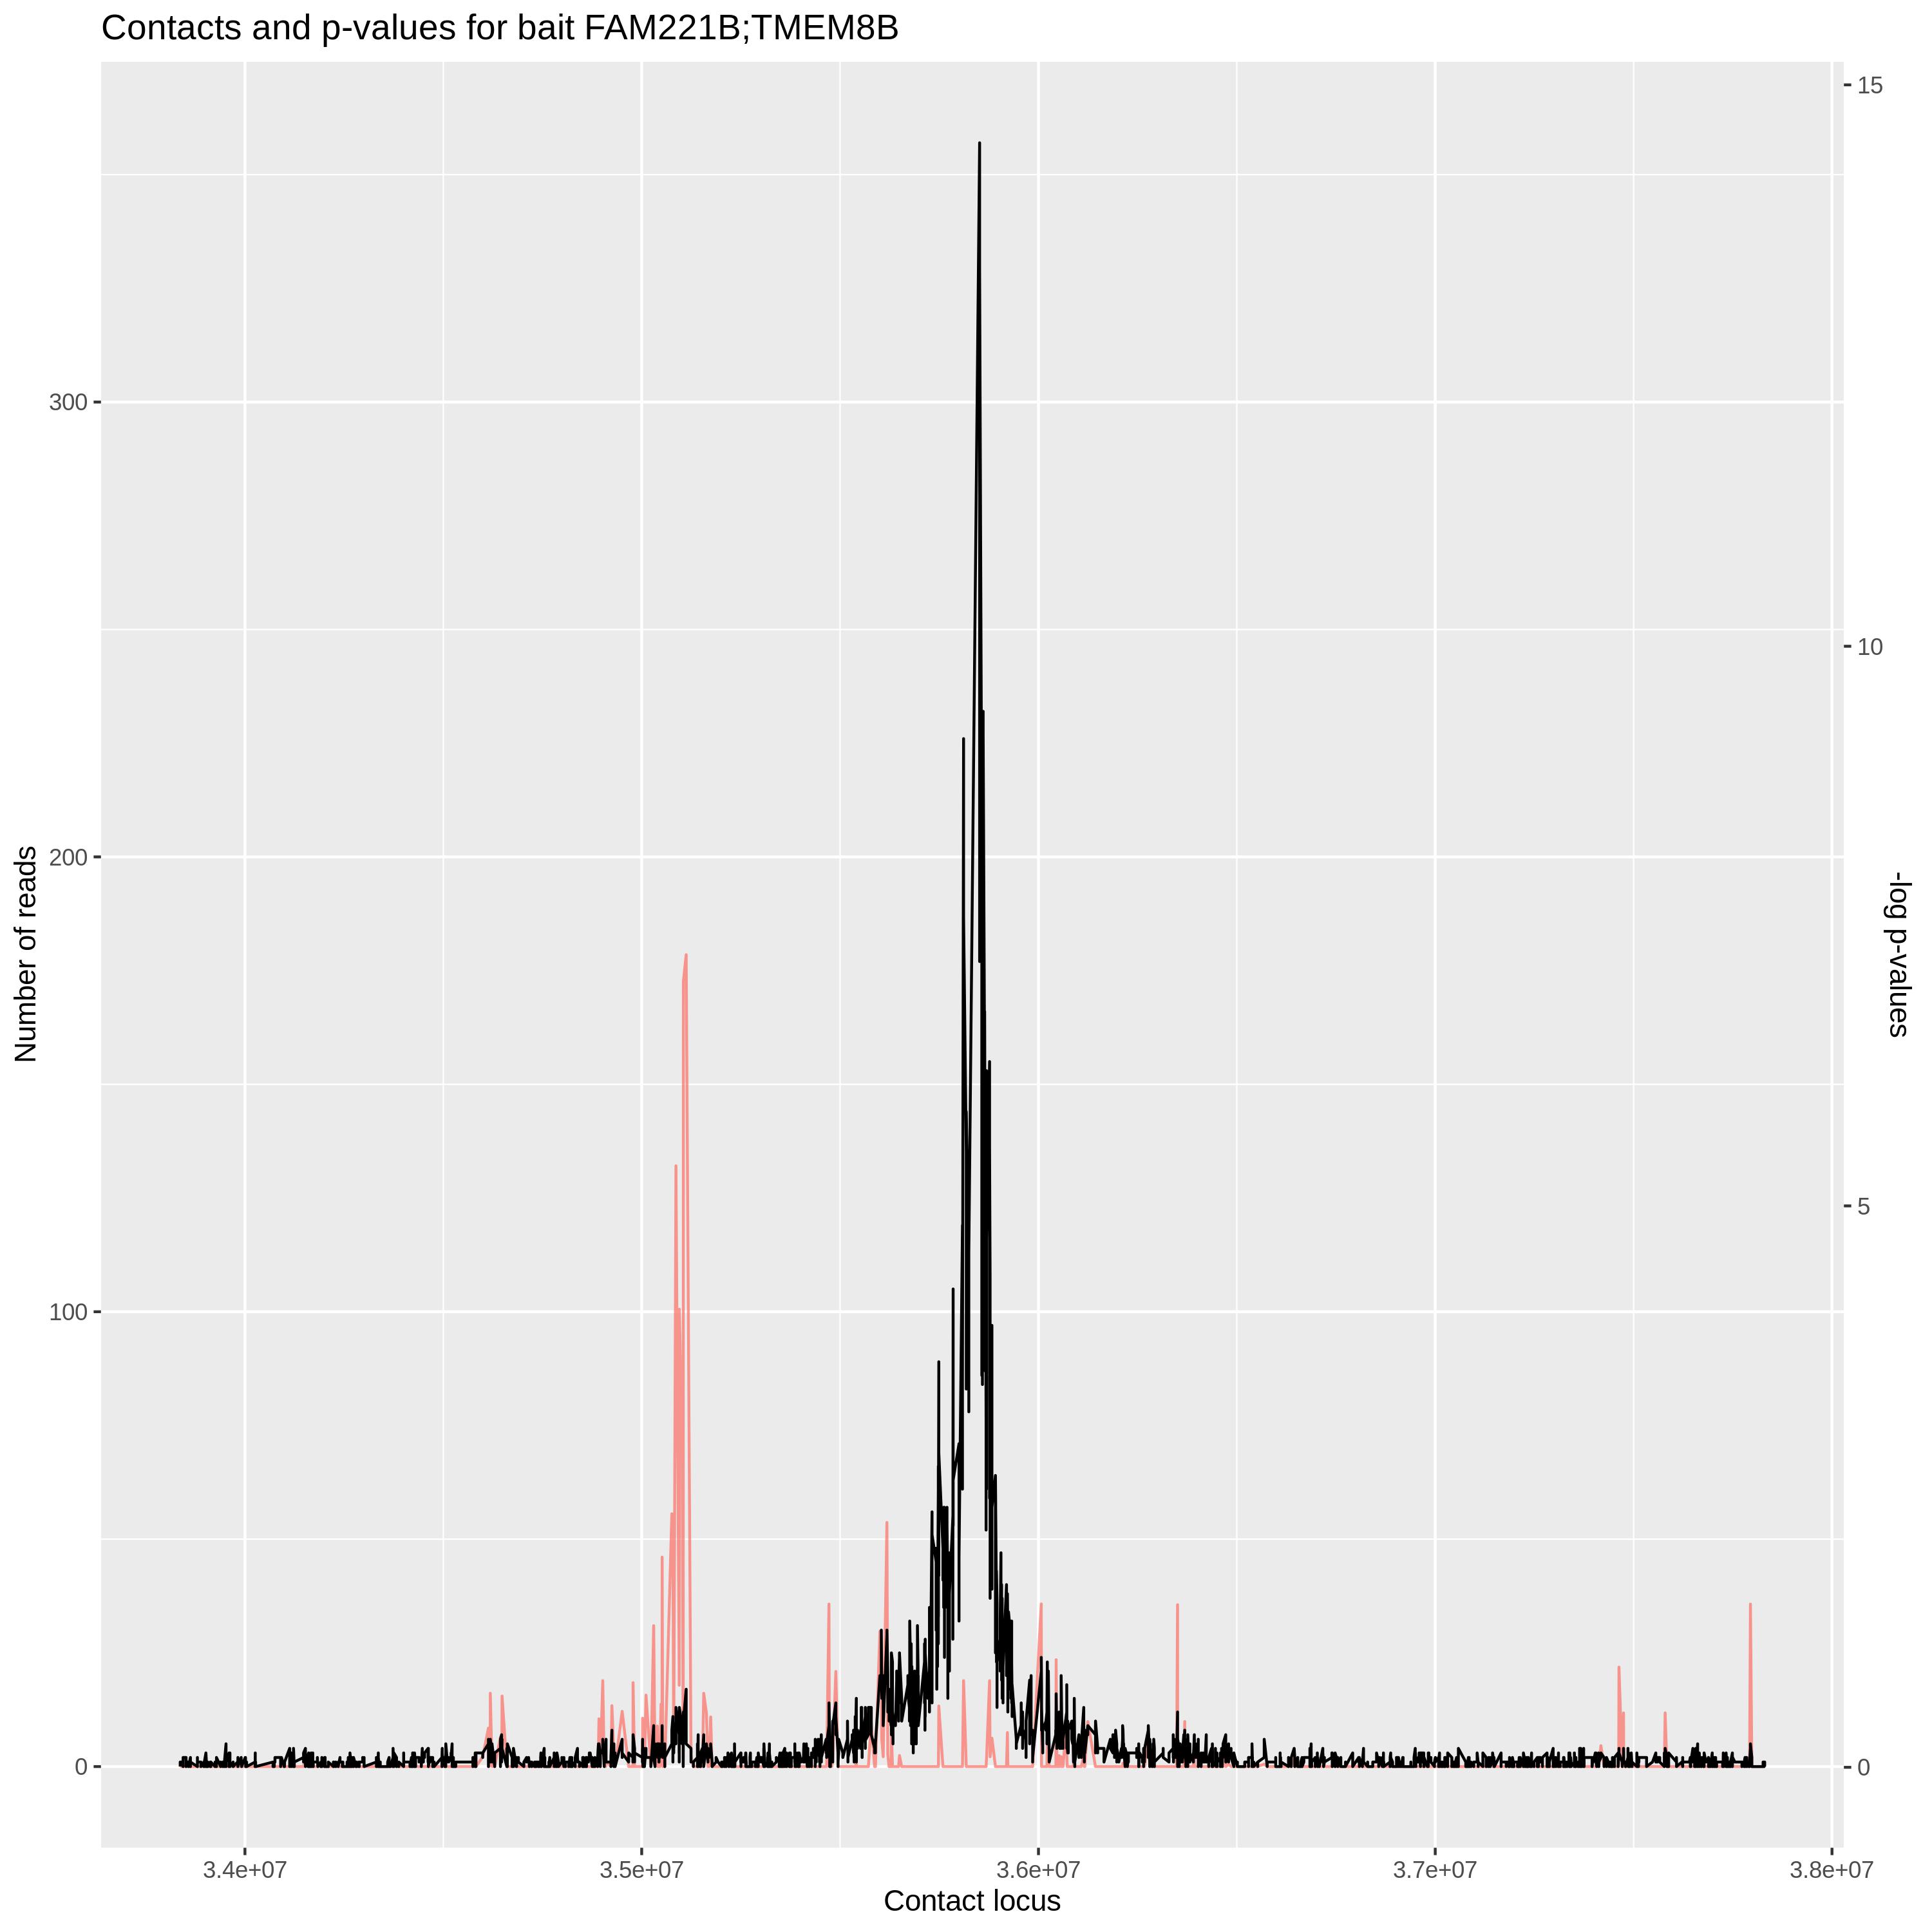 Contacts and p-values for bait FAM221B;TMEM8B
15
300
10
200
Number of reads
-log p-values
5
100
0
0
3.4e+07
3.5e+07
3.6e+07
3.7e+07
3.8e+07
Contact locus